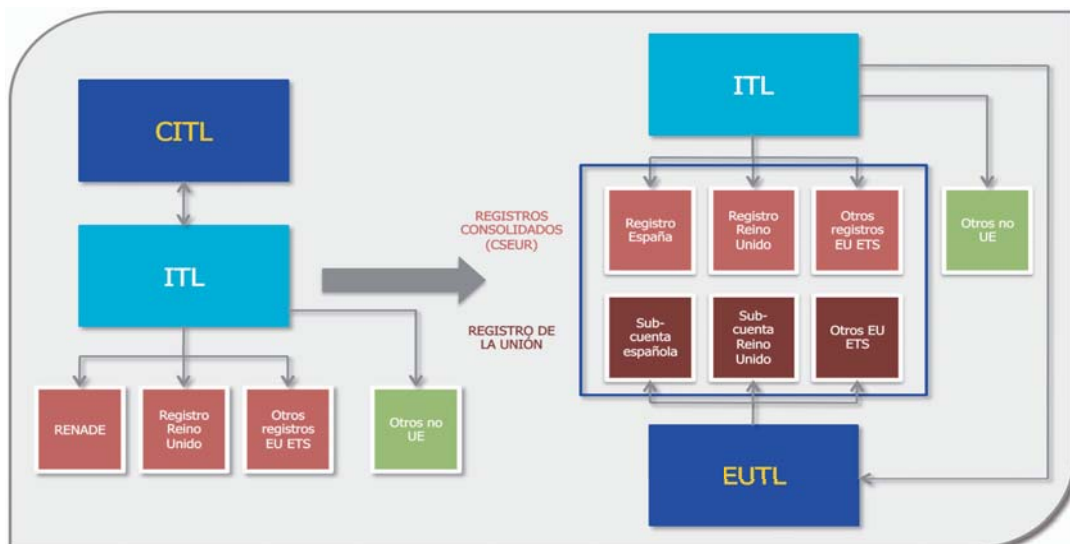 CITL
ITL
RENADE
Registro
Reino
Unido
Otros
registros
EU ETS
Otros no
UE
REGISTROS
CONSOLIDADOS
(CSEUR)
REGISTRO DE
LA UNIÓN
ITL
Registro
España
Registro
Reino
Unido
Otros
registros
EU ETS
Otros no
UE
Sub-
cuenta
española
Sub-
cuenta
Reino
Unido
Otros EU
ETS
EUTL